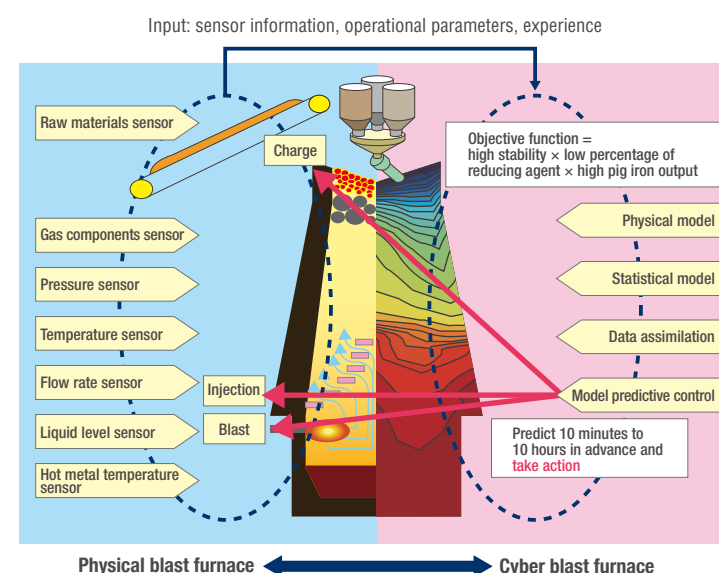 Input: sensor information, operational parameters, experience
Raw materials sensor
Charge
Objective function =
high stability × low percentage of
reducing agent × high pig iron output
Gas components sensor
Physical model
Pressure sensor
Statistical model
Temperature sensor
Data assimilation
Flow rate sensor
Injection
Model predictive control
Liquid level sensor
Blast
Predict 10 minutes to
10 hours in advance and
take action
Hot metal temperature
sensor
Physical blast furnace
Cyber blast furnace